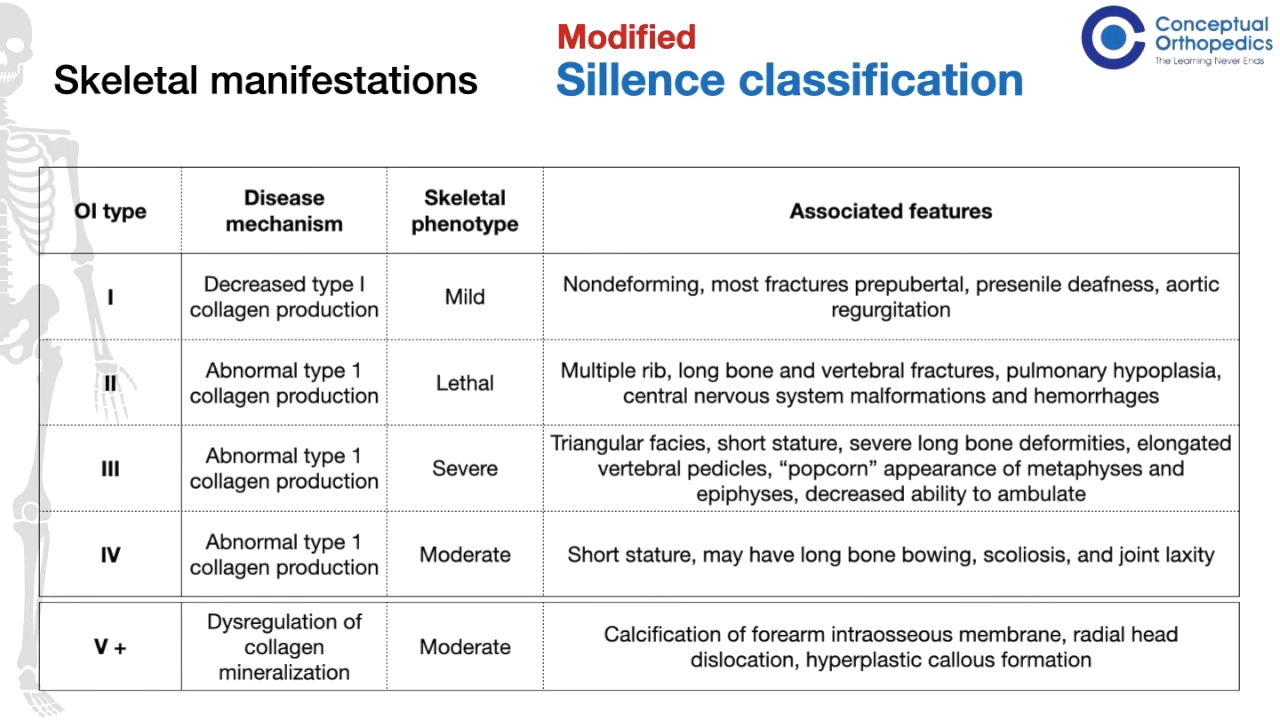 Modified
Skeletal manifestations
Sillence classification
Conceptual
Orthopedics
The Learning Never Ends
OI type
Disease
mechanism
Skeletal
phenotype
Associated features
I
Decreased type I
collagen production
Mild
Nondeforming, most fractures prepubertal, presenile deafness, aortic
regurgitation
II
Abnormal type 1
collagen production
Lethal
Multiple rib, long bone and vertebral fractures, pulmonary hypoplasia,
central nervous system malformations and hemorrhages
III
Abnormal type 1
collagen production
Severe
Triangular facies, short stature, severe long bone deformities, elongated
vertebral pedicles, “popcorn” appearance of metaphyses and
epiphyses, decreased ability to ambulate
IV
Abnormal type 1
collagen production
Moderate
Short stature, may have long bone bowing, scoliosis, and joint laxity
V +
Dysregulation of
collagen
mineralization
Moderate
Calcification of forearm intraosseous membrane, radial head
dislocation, hyperplastic callous formation